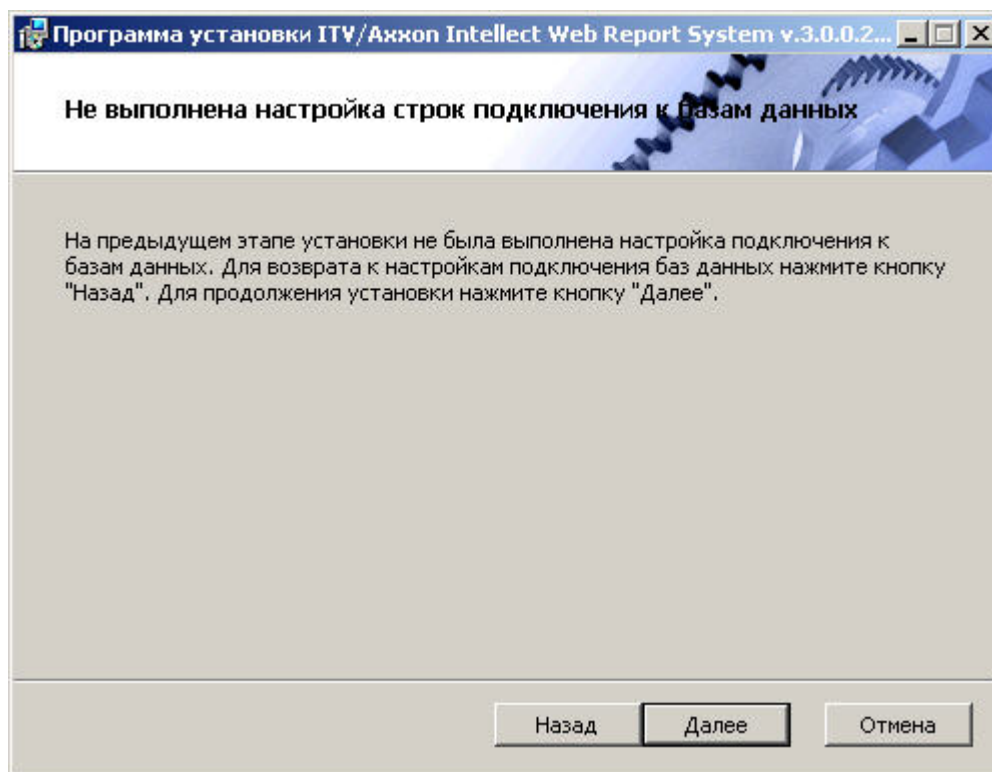 Программа установки ITV/Axxon Intellect Web Report System v.3.0.0.2...
Не выполнена настройка строк подключения к базам данных
На предыдущем этапе установки не была выполнена настройка подключения к
базам данных. Для возврата к настройкам подключения баз данных нажмите кнопку
"Назад". Для продолжения установки нажмите кнопку "Далее".
Назад Далее Отмена